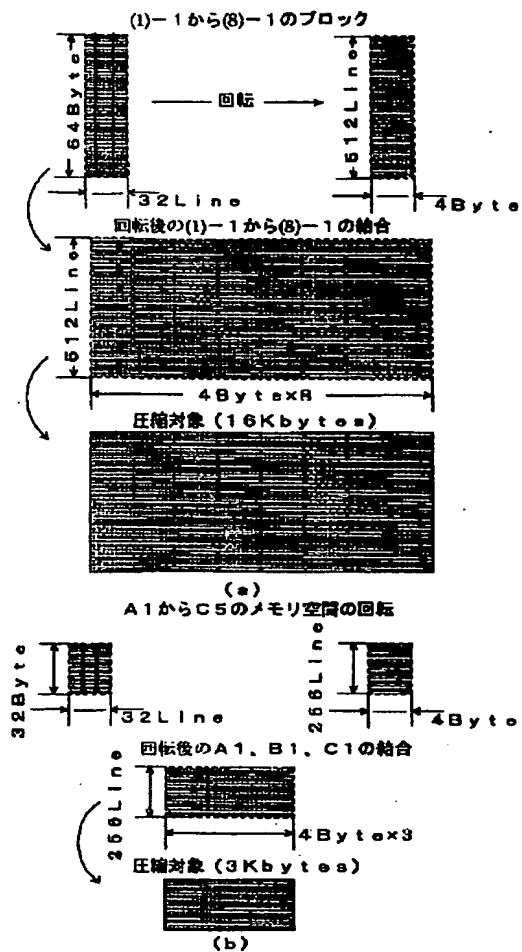 (1)-1から(8)-1のブロック
64Byte
回転
512Line
32Line
4Byte
回転後の(1)-1から(8)-1の結合
512Line
4Byte×8
圧縮対象(16Kbytes)
(a)
A1からC5のメモリ空間の回転
32Byte
256Line
32Line
4Byte
回転後のA1、B1、C1の結合
256Line
4Byte×3
圧縮対象(3Kbytes)
(b)